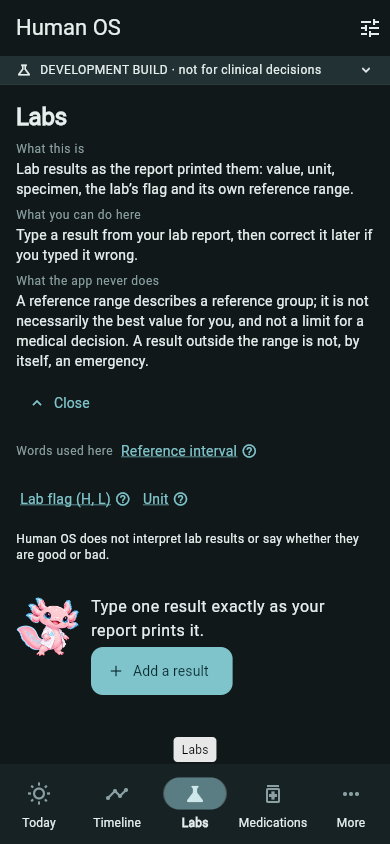 Human OS
DEVELOPMENT BUILD · not for clinical decisions
Labs
What this is
Lab results as the report printed them: value, unit,
specimen, the lab's flag and its own reference range.
What you can do here
Type a result from your lab report, then correct it later if
you typed it wrong.
What the app never does
A reference range describes a reference group; it is not
necessarily the best value for you, and not a limit for a
medical decision. A result outside the range is not, by
itself, an emergency.
Close
Words used here Reference interval ?
Lab flag (H, L) ? Unit ?
Human OS does not interpret lab results or say whether they
are good or bad.
Type one result exactly as your
report prints it.
+ Add a result
Labs
Today Timeline Labs Medications More